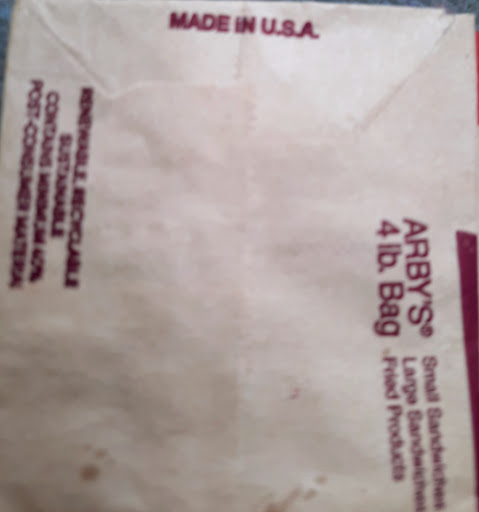 MADE IN U.S.A.
RENEWABLE, RECYCLABLE
SUSTAINABLE
CONTAINS MINIMUM 40%
POST-CONSUMER MATERIAL
ARBY'S®
4 lb. Bag
Small Sandwiches
Large Sandwiches
Fried Products